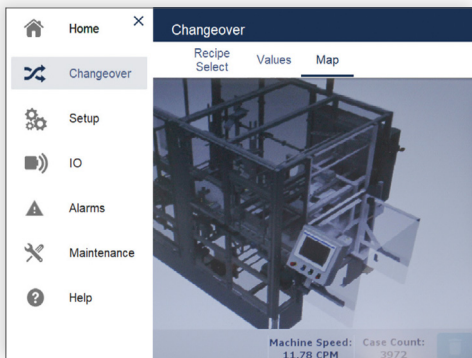 Home
Changeover
Setup
IO
Alarms
Maintenance
Help
Changeover
Recipe
Select
Values
Map
Machine Speed:
11.78 CPM
Case Count:
3972